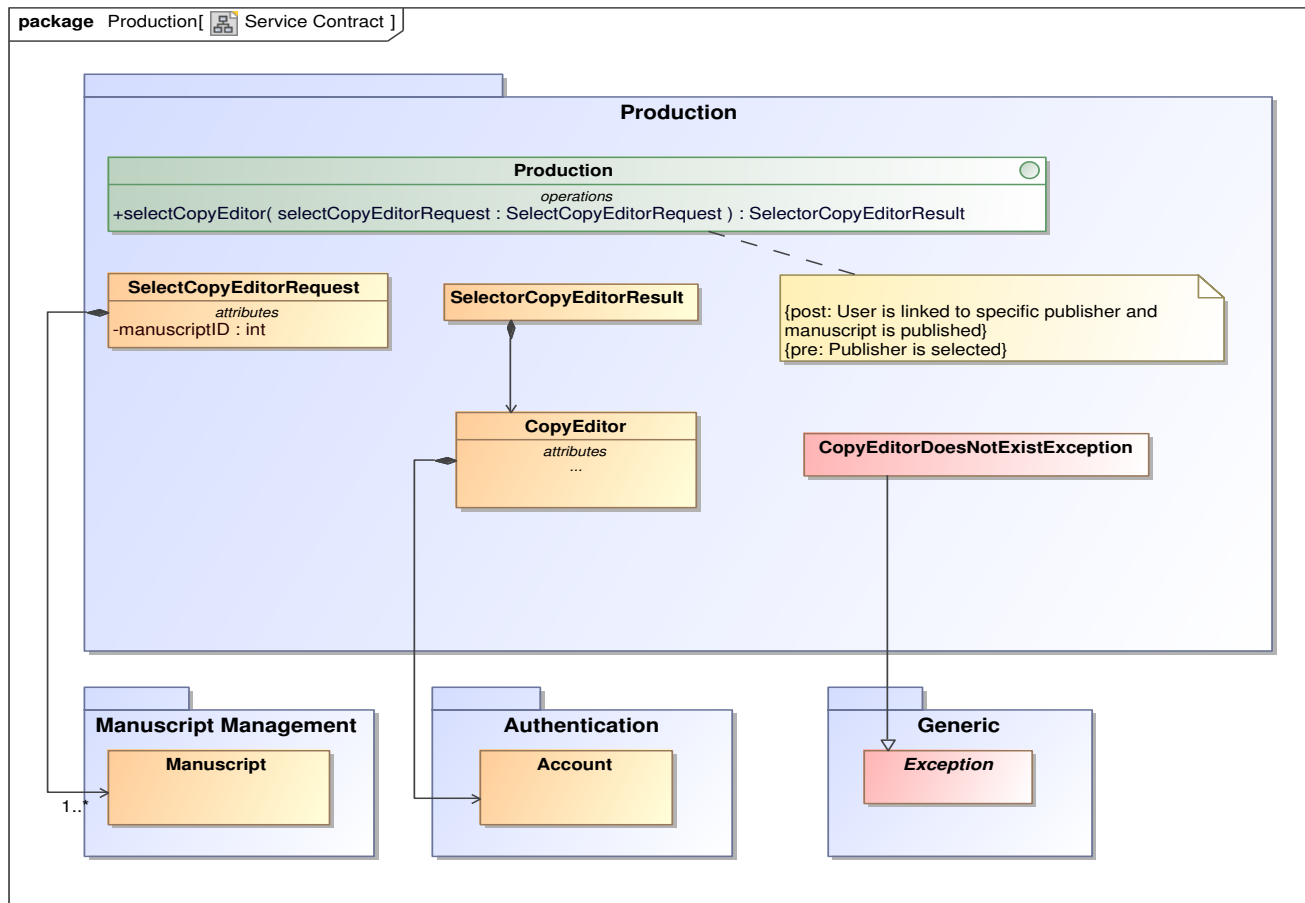 package Production[ Service Contract ]
Production
Production
operations
+selectCopyEditor( selectCopyEditorRequest : SelectCopyEditorRequest ) : SelectorCopyEditorResult
SelectCopyEditorRequest
attributes
-manuscriptID : int
SelectorCopyEditorResult
{post: User is linked to specific publisher and
manuscript is published}
{pre: Publisher is selected}
CopyEditor
attributes
...
CopyEditorDoesNotExistException
Manuscript Management
Manuscript
1..*
Authentication
Account
Generic
Exception